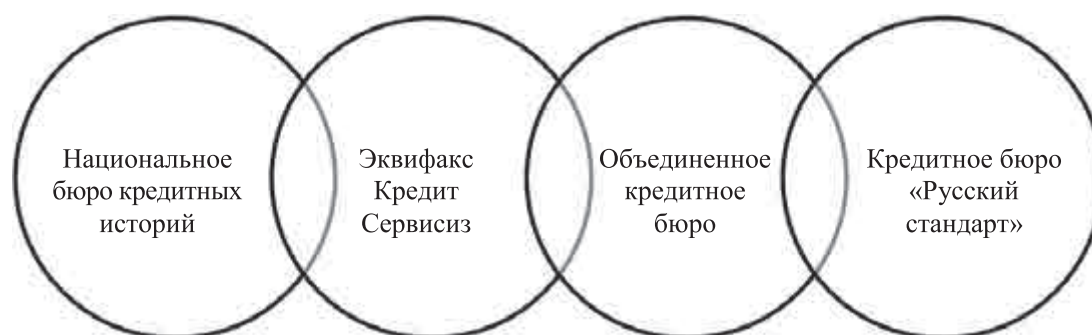 Национальное
бюро кредитных
историй
Эквифакс
Кредит
Сервисиз
Объединенное
кредитное
бюро
Кредитное бюро
«Русский
стандарт»